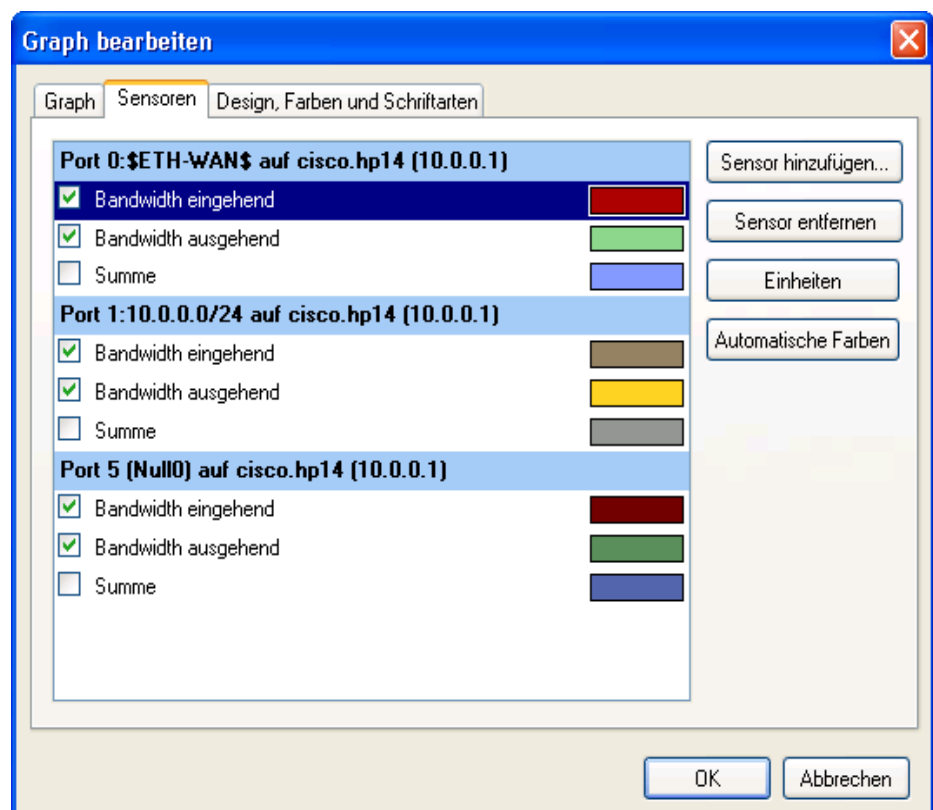 Graph bearbeiten
Graph
Sensoren
Design, Farben und Schriftarten
Port 0:$ETH-WAN$ auf cisco.hp14 (10.0.0.1)
Bandwidth eingehend
Bandwidth ausgehend
Summe
Port 1:10.0.0.0/24 auf cisco.hp14 (10.0.0.1)
Bandwidth eingehend
Bandwidth ausgehend
Summe
Port 5 (Null0) auf cisco.hp14 (10.0.0.1)
Bandwidth eingehend
Bandwidth ausgehend
Summe
Sensor hinzufügen...
Sensor entfernen
Einheiten
Automatische Farben
OK
Abbrechen